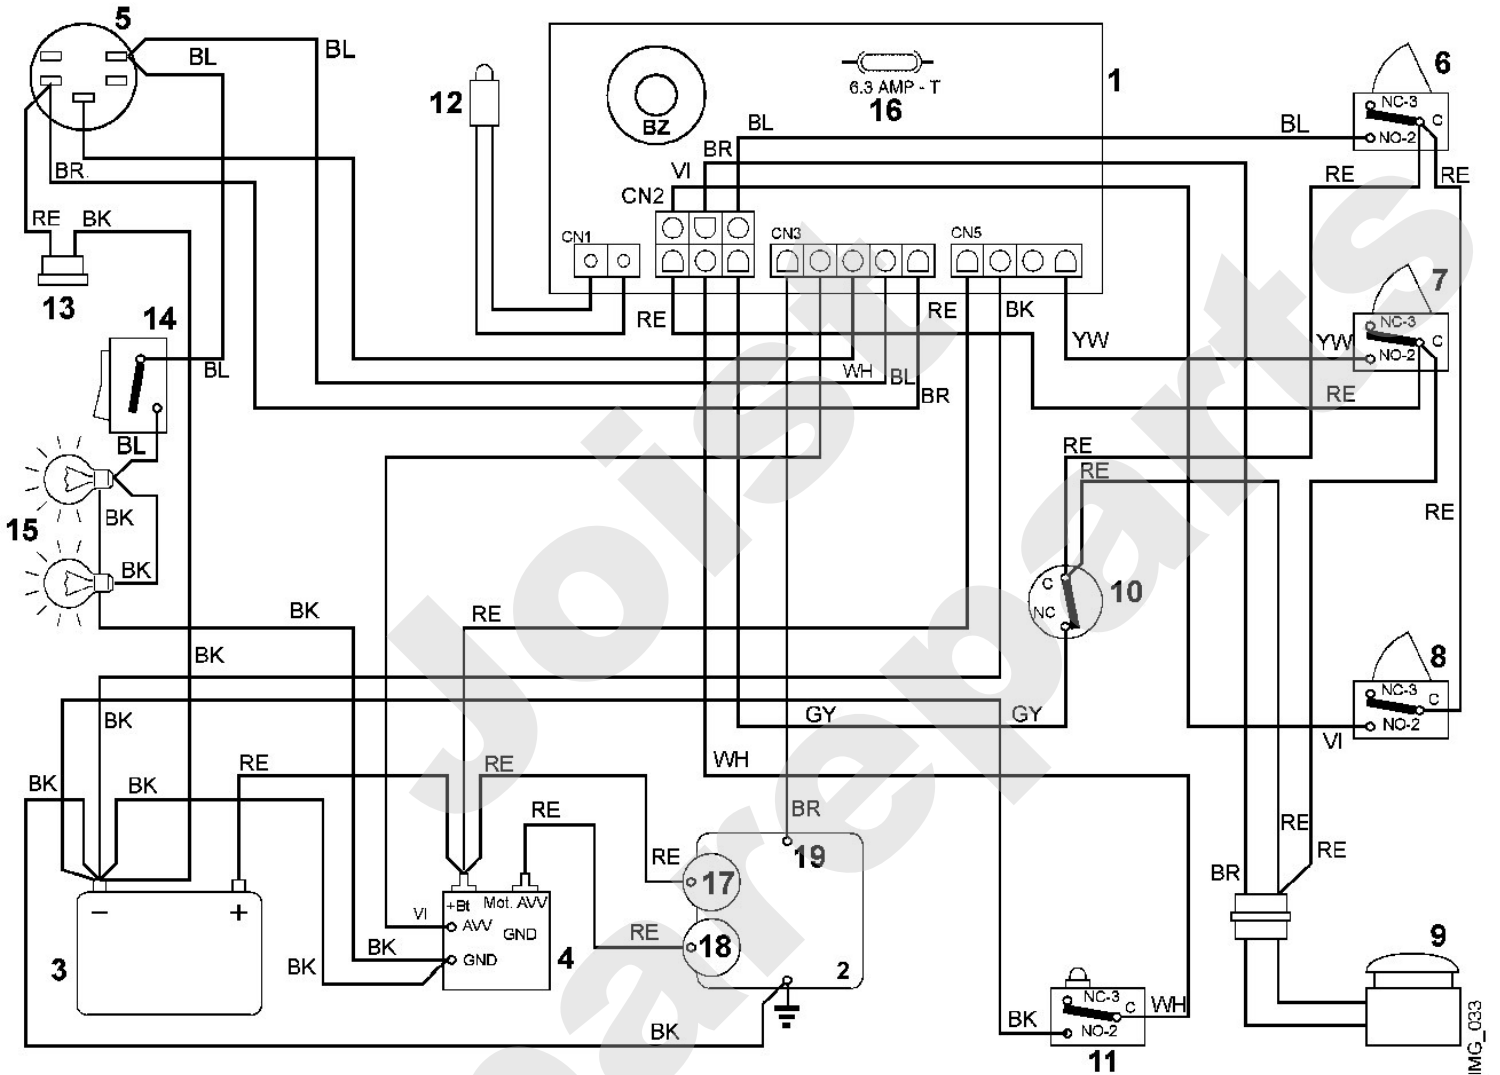 5
BL
BL
12
BZ
6.3 AMP - T
16
1
6
NC-3
C
NO-2
BL
BL
BR
VI
CN2
RE
RE
BR
RE
BK
CN1
CN3
CN5
13
14
BL
RE
RE
BK
YW
YW
7
NC-3
C
NO-2
WH
BL
BR
RE
BL
15
BK
BK
RE
RE
RE
10
C
NC
BK
RE
BK
8
NC-3
C
NO-2
VI
BK
GY
GY
WH
BK
BK
RE
RE
RE
BR
19
RE
RE
RE
BR
17
18
2
+Bt
Mot. AVV
AVV
GND
GND
4
VI
BK
BK
RE
3
−
+
9
BK
BK
NC-3
C
NO-2
WH
11
IMG_033
Joist
spareparts